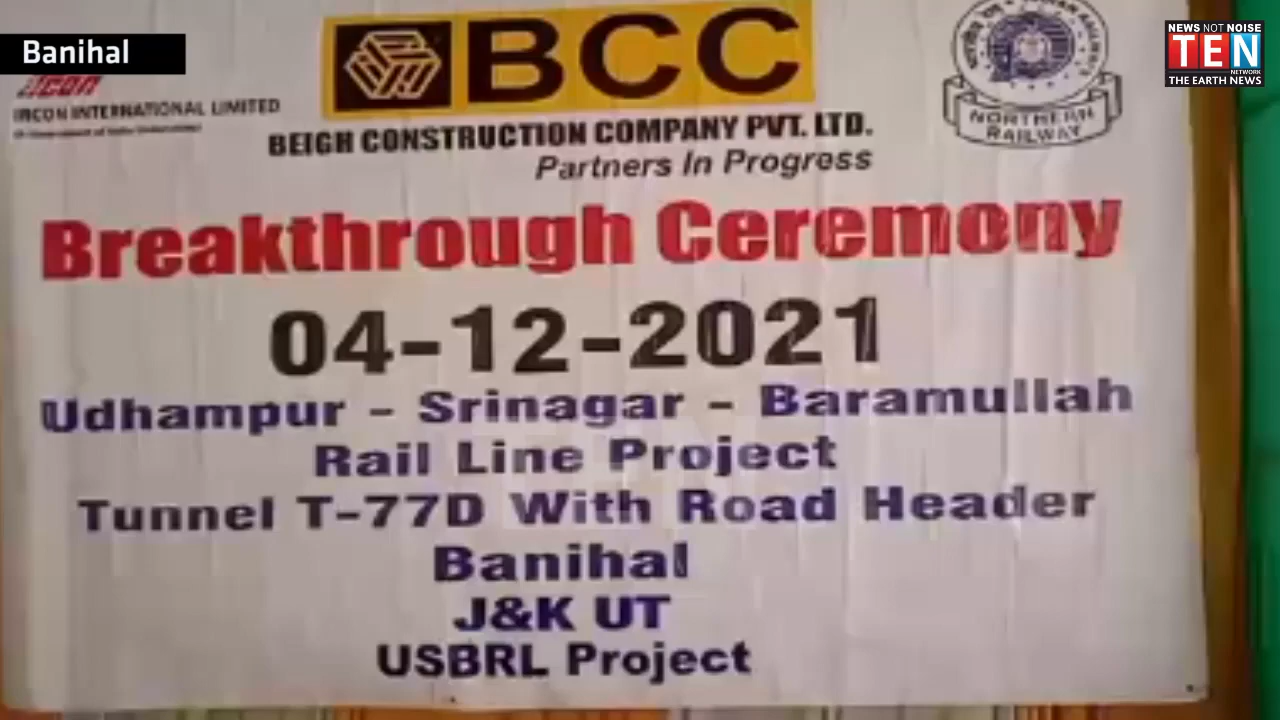 Banihal
NEWS NOT NOISE
TEN
NETWORK
THE EARTH NEWS
ircon
IRCON INTERNATIONAL LIMITED
BCC
BEIGH CONSTRUCTION COMPANY PVT. LTD.
Partners In Progress
NORTHERN
RAILWAY
Breakthrough Ceremony
04-12-2021
Udhampur - Srinagar - Baramullah
Rail Line Project
Tunnel T-77D With Road Header
Banihal
J&K UT
USBRL Project